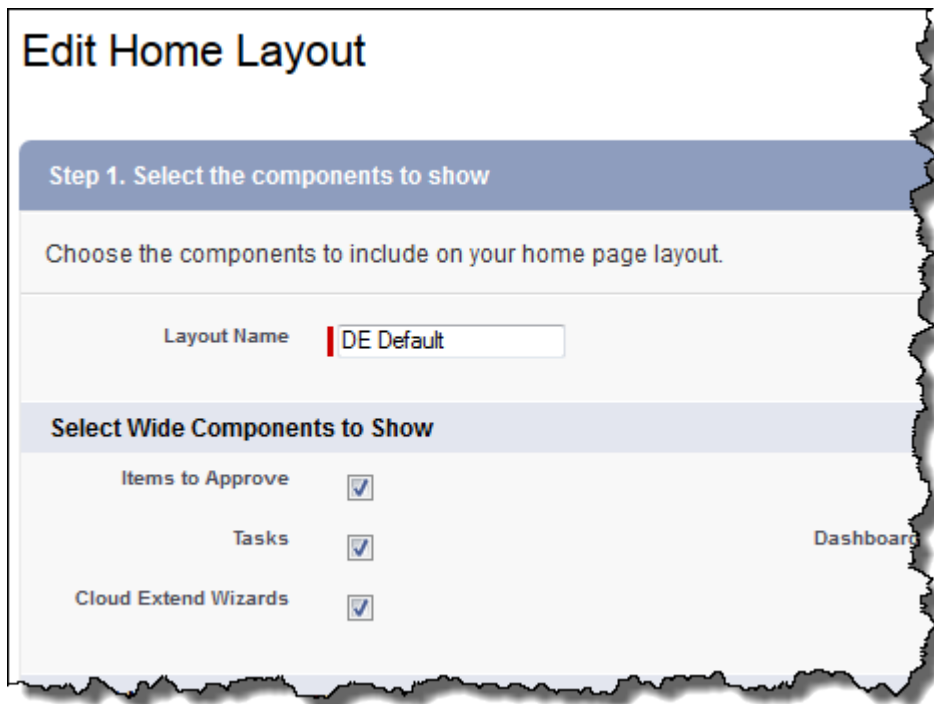 Edit Home Layout
Step 1. Select the components to show
Choose the components to include on your home page layout.
Layout Name DE Default
Select Wide Components to Show
Items to Approve
Tasks Dashboard
Cloud Extend Wizards